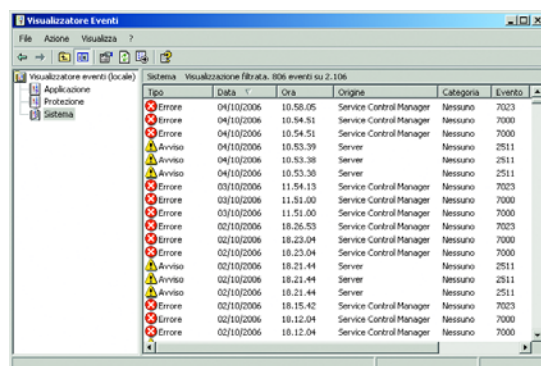 Visualizzatore Eventi
File Azione Visualizza ?
Visualizzatore eventi (locale)
Applicazione
Protezione
Sistema
Sistema Visualizzazione filtrata. 806 eventi su 2.106
Tipo Data Ora Origine Categoria Evento
Errore 04/10/2006 10.58.05 Service Control Manager Nessuno 7023
Errore 04/10/2006 10.54.51 Service Control Manager Nessuno 7000
Errore 04/10/2006 10.54.51 Service Control Manager Nessuno 7000
Avviso 04/10/2006 10.53.39 Server Nessuno 2511
Avviso 04/10/2006 10.53.38 Server Nessuno 2511
Avviso 04/10/2006 10.53.38 Server Nessuno 2511
Errore 03/10/2006 11.54.13 Service Control Manager Nessuno 7023
Errore 03/10/2006 11.51.00 Service Control Manager Nessuno 7000
Errore 03/10/2006 11.51.00 Service Control Manager Nessuno 7000
Errore 02/10/2006 18.26.53 Service Control Manager Nessuno 7023
Errore 02/10/2006 18.23.04 Service Control Manager Nessuno 7000
Errore 02/10/2006 18.23.04 Service Control Manager Nessuno 7000
Avviso 02/10/2006 18.21.44 Server Nessuno 2511
Avviso 02/10/2006 18.21.44 Server Nessuno 2511
Avviso 02/10/2006 18.21.44 Server Nessuno 2511
Errore 02/10/2006 18.15.42 Service Control Manager Nessuno 7023
Errore 02/10/2006 18.12.04 Service Control Manager Nessuno 7000
Errore 02/10/2006 18.12.04 Service Control Manager Nessuno 7000